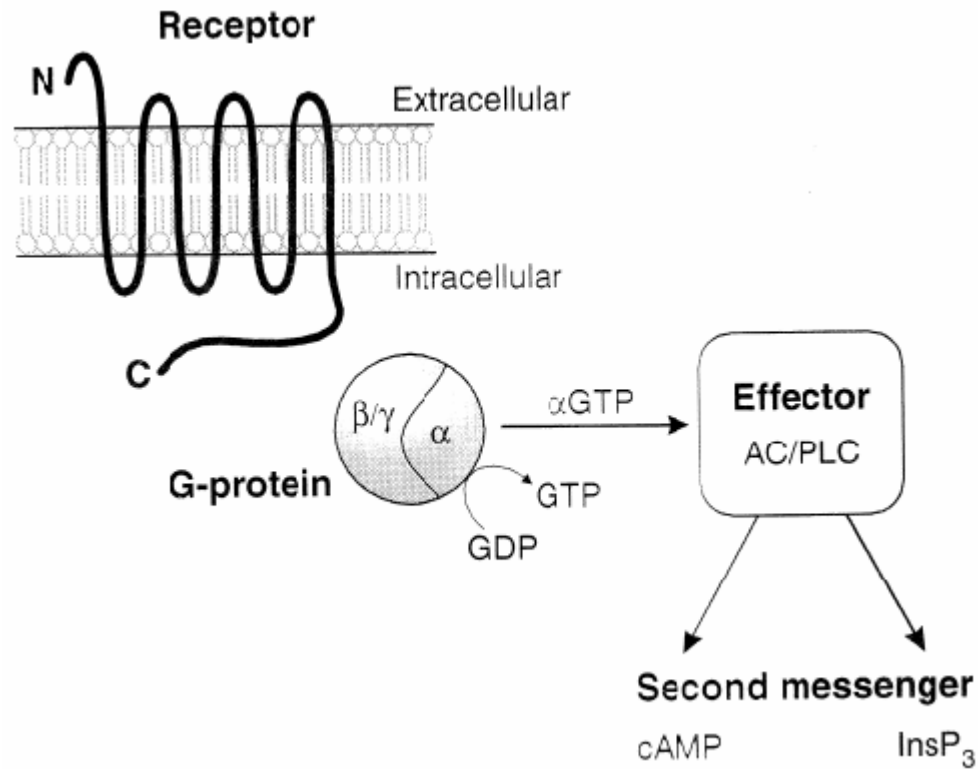 Receptor
N
Extracellular
Intracellular
C
β/γ
α
αGTP
Effector
AC/PLC
G-protein
GTP
GDP
Second messenger
cAMP
InsP₃